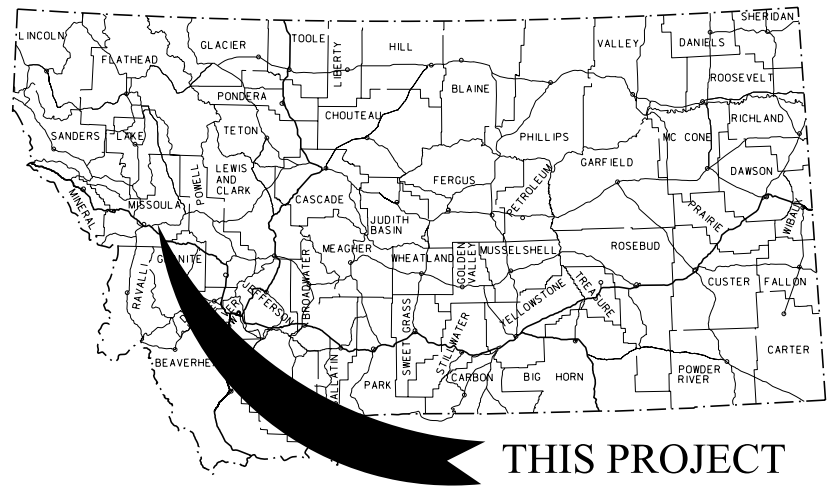 SHERIDAN
LINCOLN
GLACIER
TOOLE
LIBERTY
HILL
VALLEY
DANIELS
FLATHEAD
ROOSEVELT
PONDERA
BLAINE
CHOUTEAU
RICHLAND
SANDERS
LAKE
TETON
PHILLIPS
MC CONE
GARFIELD
DAWSON
POWELL
LEWIS
AND
CLARK
FERGUS
PETROLEUM
CASCADE
MINERAL
MISSOULA
JUDITH
BASIN
PRAIRIE
WIBAUX
MEAGHER
WHEATLAND
GOLDEN
VALLEY
MUSSELSHELL
ROSEBUD
GRANITE
RAVALLI
BROADWATER
JEFFERSON
YELLOWSTONE
TREASURE
CUSTER
FALLON
SWEET GRASS
STILLWATER
CARTER
BEAVERHE
ALLATIN
PARK
CARBON
BIG HORN
POWDER
RIVER
THIS PROJECT